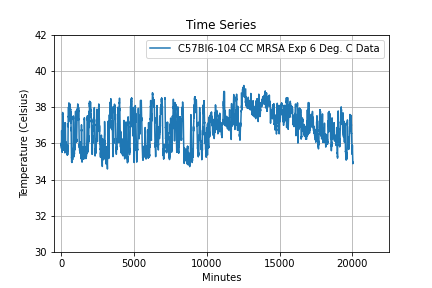 Time Series
C57Bl6-104 CC MRSA Exp 6 Deg. C Data
42
40
38
36
34
32
30
Temperature (Celsius)
0 5000 10000 15000 20000
Minutes